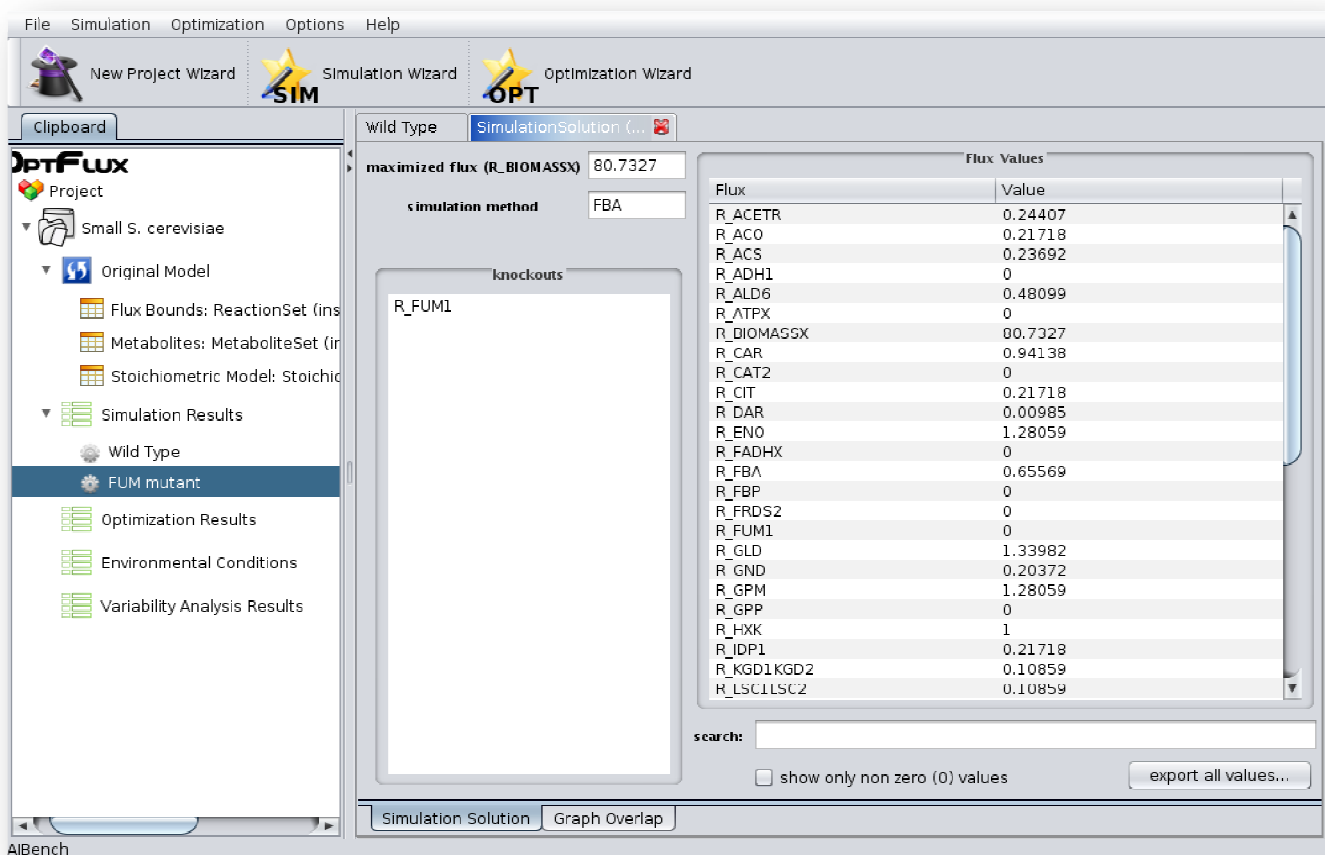 File Simulation Optimization Options Help
New Project Wizard SIM Simulation Wizard OPT Optimization Wizard
Clipboard
OPTFLUX
Project
Small S. cerevisiae
Original Model
Flux Bounds: ReactionSet (ins
Metabolites: MetaboliteSet (ir
Stoichiometric Model: Stoichic
Simulation Results
Wild Type
FUM mutant
Optimization Results
Environmental Conditions
Variability Analysis Results
Wild Type SimulationSolution (...
maximized flux (R_BIOMASSX) 80.7327
simulation method FBA
knockouts
R_FUM1
Flux Values
Flux Value
R_ACETR 0.24407
R_ACO 0.21718
R_ACS 0.23692
R_ADH1 0
R_ALD6 0.48099
R_ATPX 0
R_BIOMASSX 80.7327
R_CAR 0.94138
R_CAT2 0
R_CIT 0.21718
R_DAR 0.00985
R_ENO 1.28059
R_FADHX 0
R_FBA 0.65569
R_FBP 0
R_FRDS2 0
R_FUM1 0
R_GLD 1.33982
R_GND 0.20372
R_GPM 1.28059
R_GPP 0
R_HXK 1
R_IDP1 0.21718
R_KGD1KGD2 0.10859
R_LSC1LSC2 0.10859
search:
show only non zero (0) values export all values...
Simulation Solution Graph Overlap
AIBench